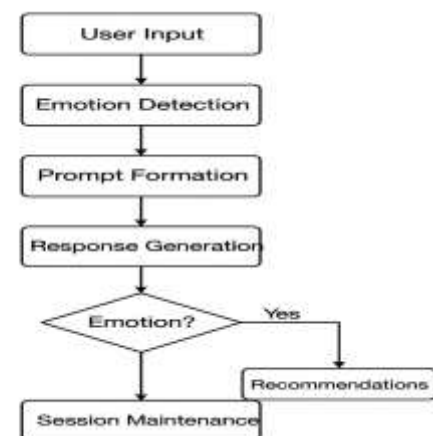 User Input
Emotion Detection
Prompt Formation
Response Generation
Emotion?
Yes
Recommendations
Session Maintenance